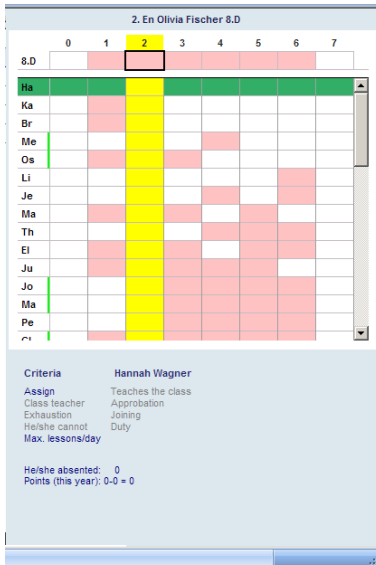 2. En Olivia Fischer 8.D
0 1 2 3 4 5 6 7
8.D
Ha
Ka
Br
Me
Os
Li
Je
Ma
Th
El
Ju
Jo
Ma
Pe
Criteria Hannah Wagner
Assign Teaches the class
Class teacher Approbation
Exhaustion Joining
He/she cannot Duty
Max. lessons/day
He/she absented: 0
Points (this year): 0-0 = 0